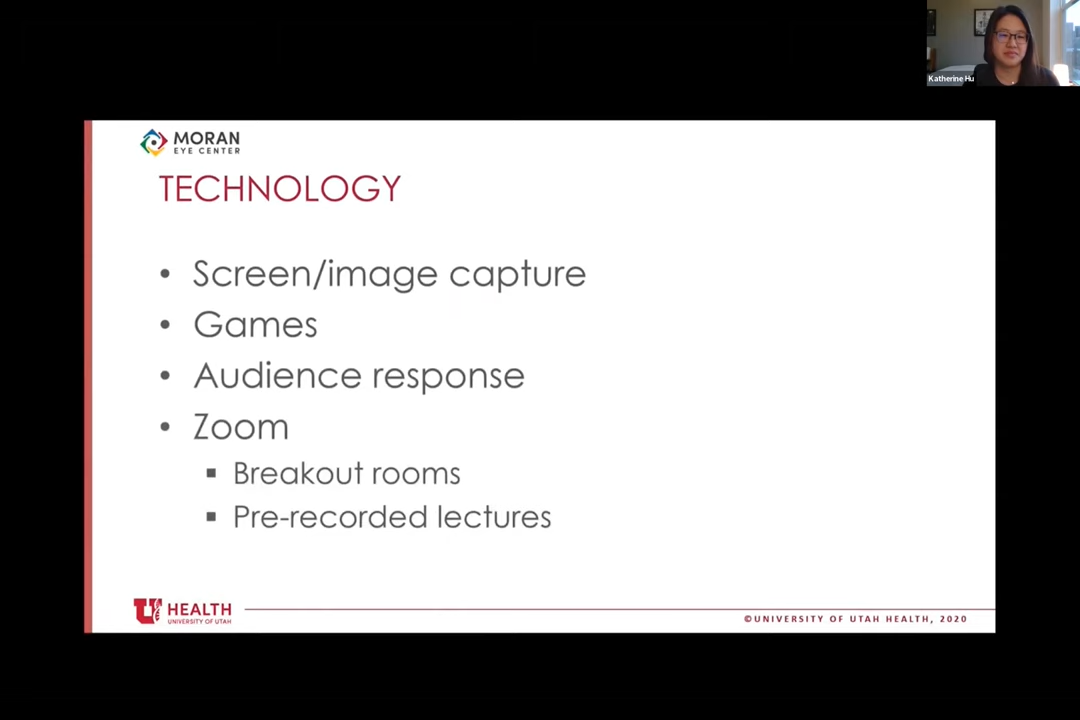 Katherine Hu
MORAN
EYE CENTER
TECHNOLOGY
• Screen/image capture
• Games
• Audience response
• Zoom
▪ Breakout rooms
▪ Pre-recorded lectures
U HEALTH
UNIVERSITY OF UTAH
©UNIVERSITY OF UTAH HEALTH, 2020